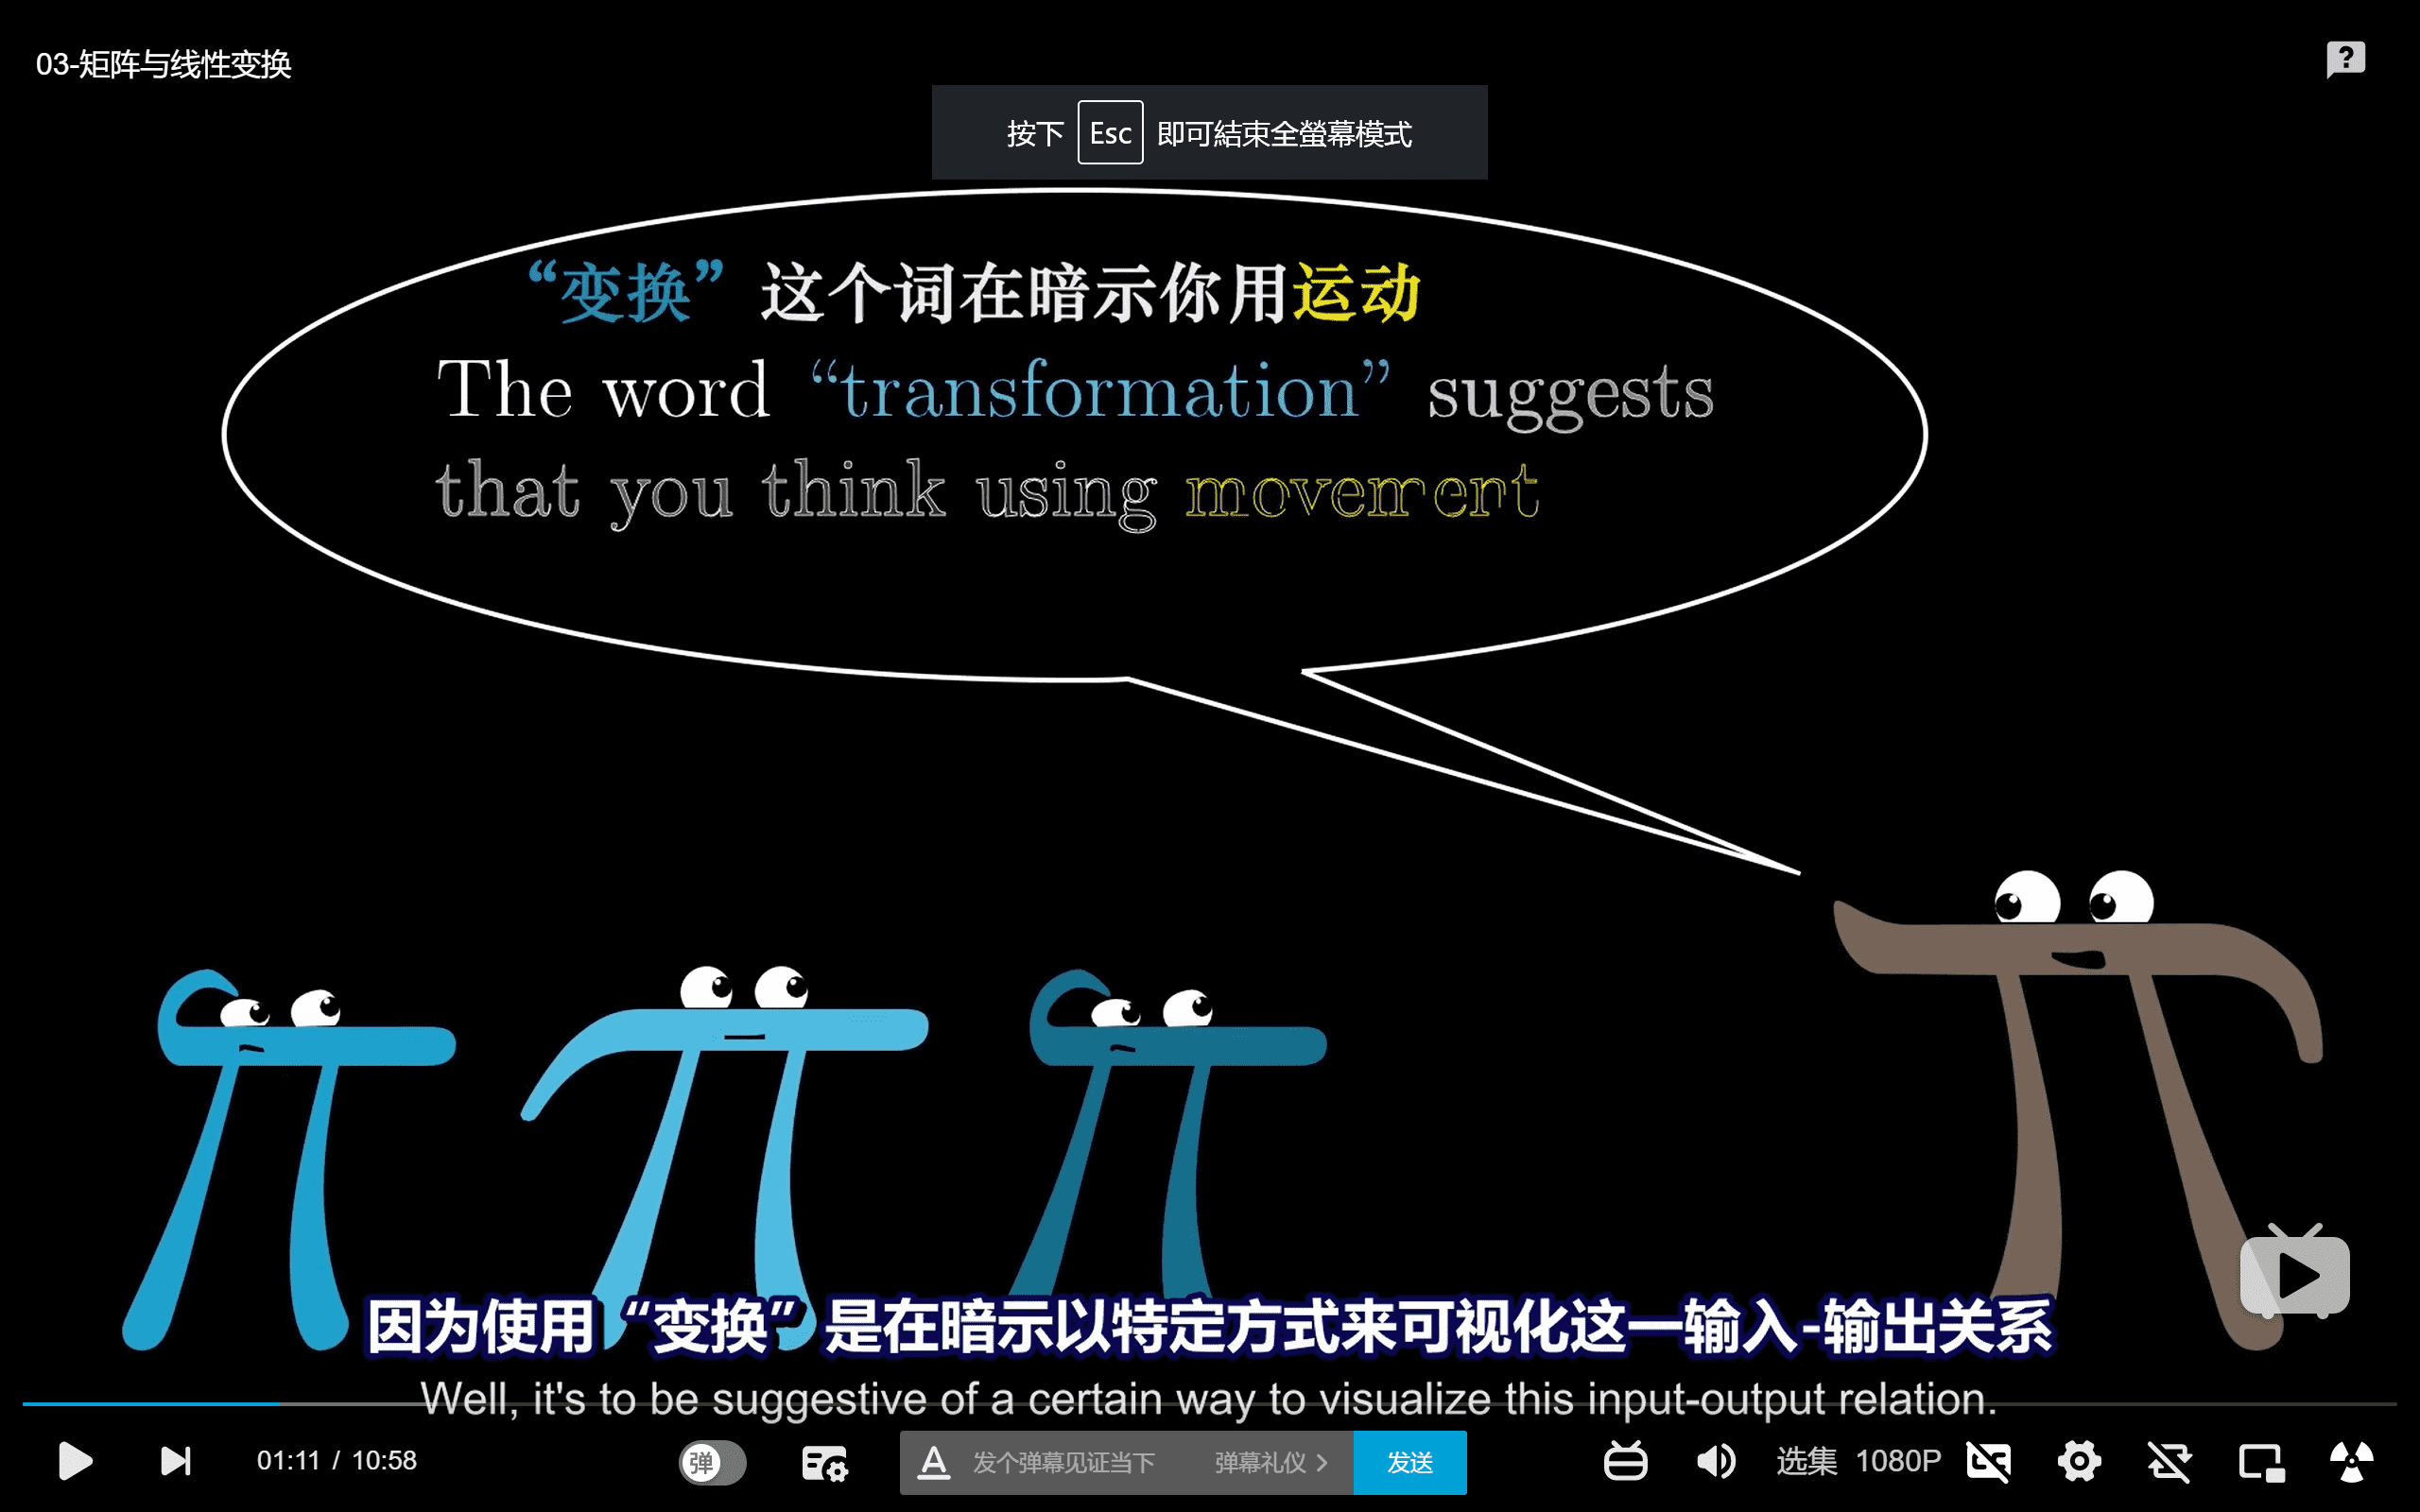 03-矩阵与线性变换
?
按下 Esc 即可結束全螢幕模式
“变换” 这个词在暗示你用运动
The word “transformation” suggests
that you think using movement
因为使用 “变换” 是在暗示以特定方式来可视化这一输入-输出关系
Well, it's to be suggestive of a certain way to visualize this input-output relation.
01:11 / 10:58 弹 A 发个弹幕见证当下 弹幕礼仪 > 发送 选集 1080P